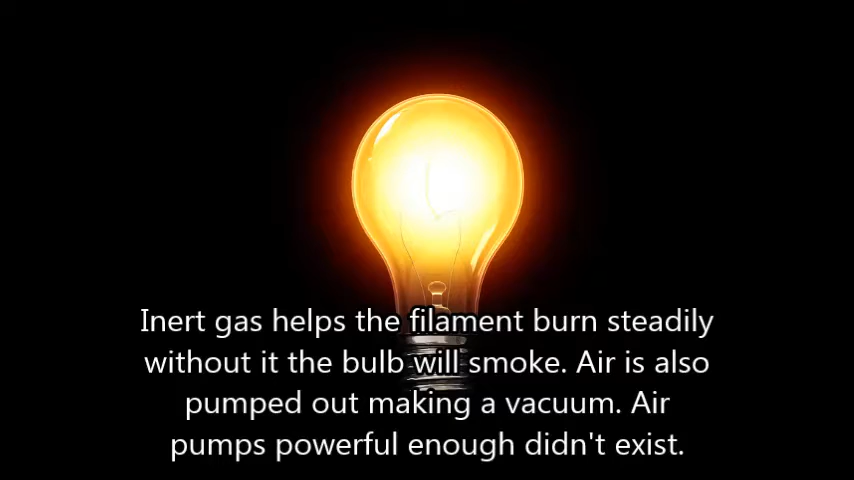 Inert gas helps the filament burn steadily
without it the bulb will smoke. Air is also
pumped out making a vacuum. Air
pumps powerful enough didn't exist.